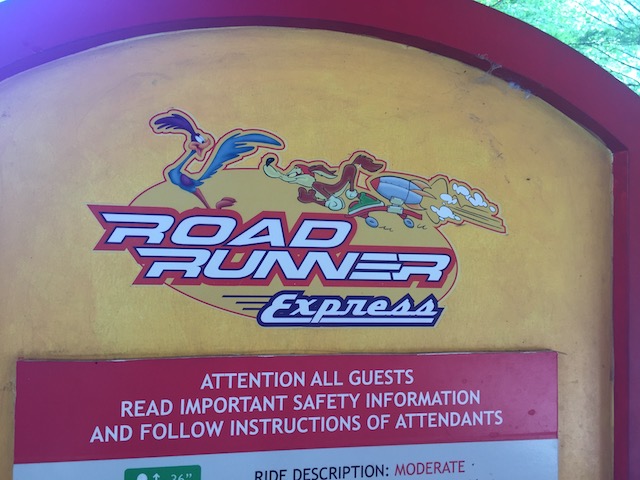 ROAD
RUNNER
Express
ATTENTION ALL GUESTS
READ IMPORTANT SAFETY INFORMATION
AND FOLLOW INSTRUCTIONS OF ATTENDANTS
36" RIDE DESCRIPTION: MODERATE